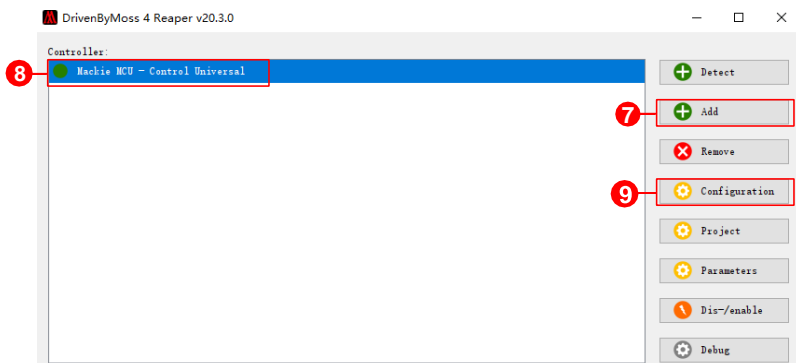 DrivenByMoss 4 Reaper v20.3.0
Controller:
8
Mackie MCU - Control Universal
Detect
7
Add
Remove
9
Configuration
Project
Parameters
Dis-/enable
Debug